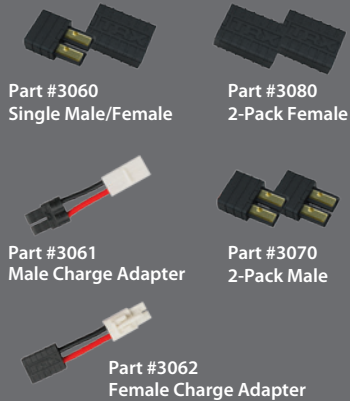 Part #3060
Single Male/Female
Part #3080
2-Pack Female
Part #3061
Male Charge Adapter
Part #3070
2-Pack Male
Part #3062
Female Charge Adapter